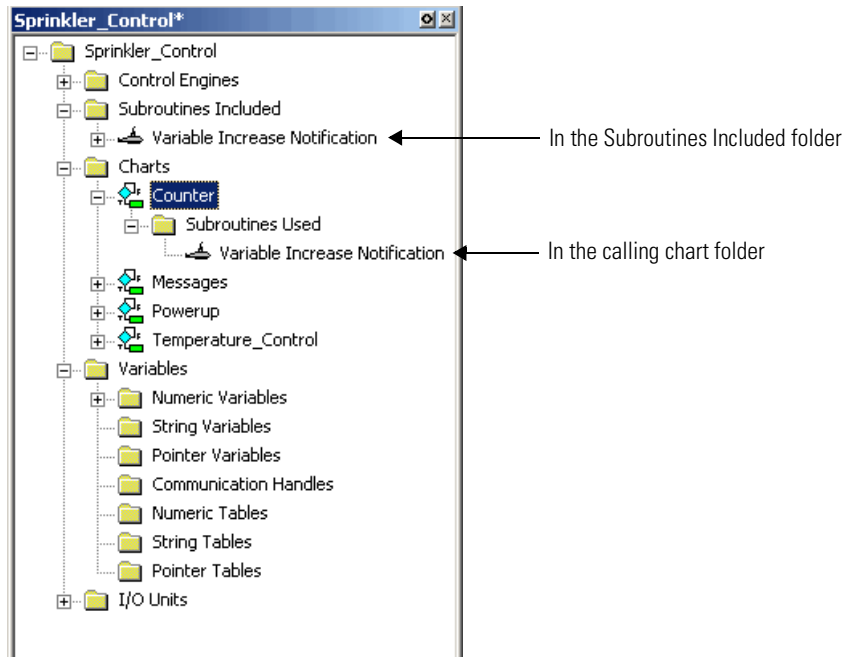 Sprinkler_Control*
Sprinkler_Control
Control Engines
Subroutines Included
Variable Increase Notification
In the Subroutines Included folder
Charts
Counter
Subroutines Used
Variable Increase Notification
In the calling chart folder
Messages
Powerup
Temperature_Control
Variables
Numeric Variables
String Variables
Pointer Variables
Communication Handles
Numeric Tables
String Tables
Pointer Tables
I/O Units